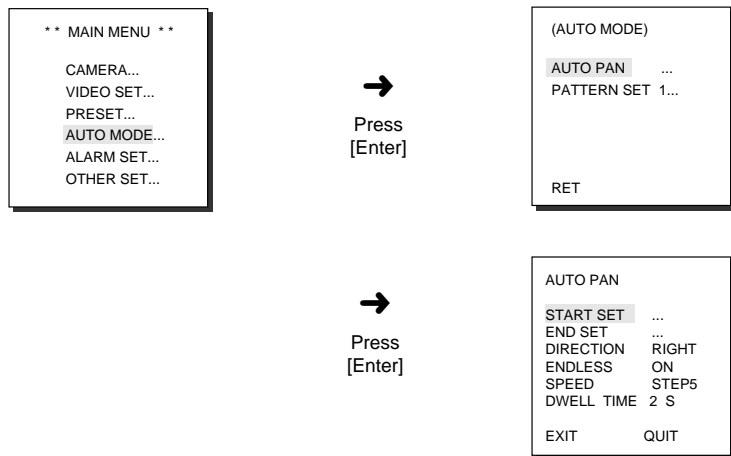 * * MAIN MENU * *
CAMERA...
VIDEO SET...
PRESET...
AUTO MODE...
ALARM SET...
OTHER SET...
Press
[Enter]
(AUTO MODE)
AUTO PAN ...
PATTERN SET 1...
RET
Press
[Enter]
AUTO PAN
START SET ...
END SET ...
DIRECTION RIGHT
ENDLESS ON
SPEED STEP5
DWELL TIME 2 S
EXIT QUIT